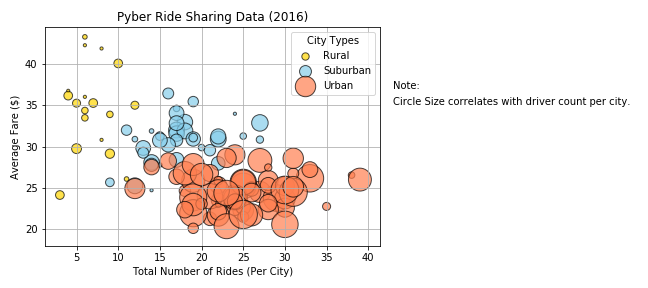 Pyber Ride Sharing Data (2016)
City Types
Rural
Suburban
Urban
Note:
Circle Size correlates with driver count per city.
Average Fare ($)
40
35
30
25
20
5 10 15 20 25 30 35 40
Total Number of Rides (Per City)